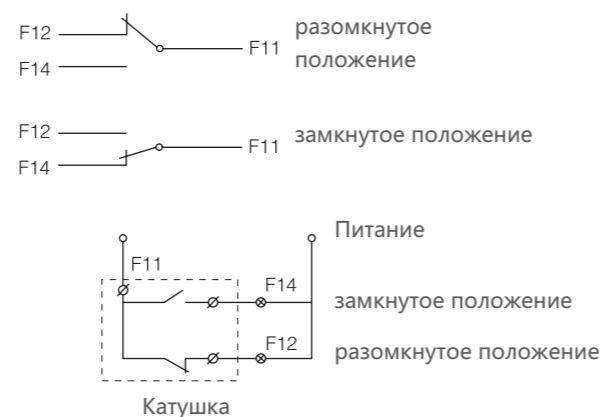 F12
F11
разомкнутое
положение
F14
F12
F11
замкнутое положение
F14
Питание
F11
F14
замкнутое положение
F12
разомкнутое положение
Катушка